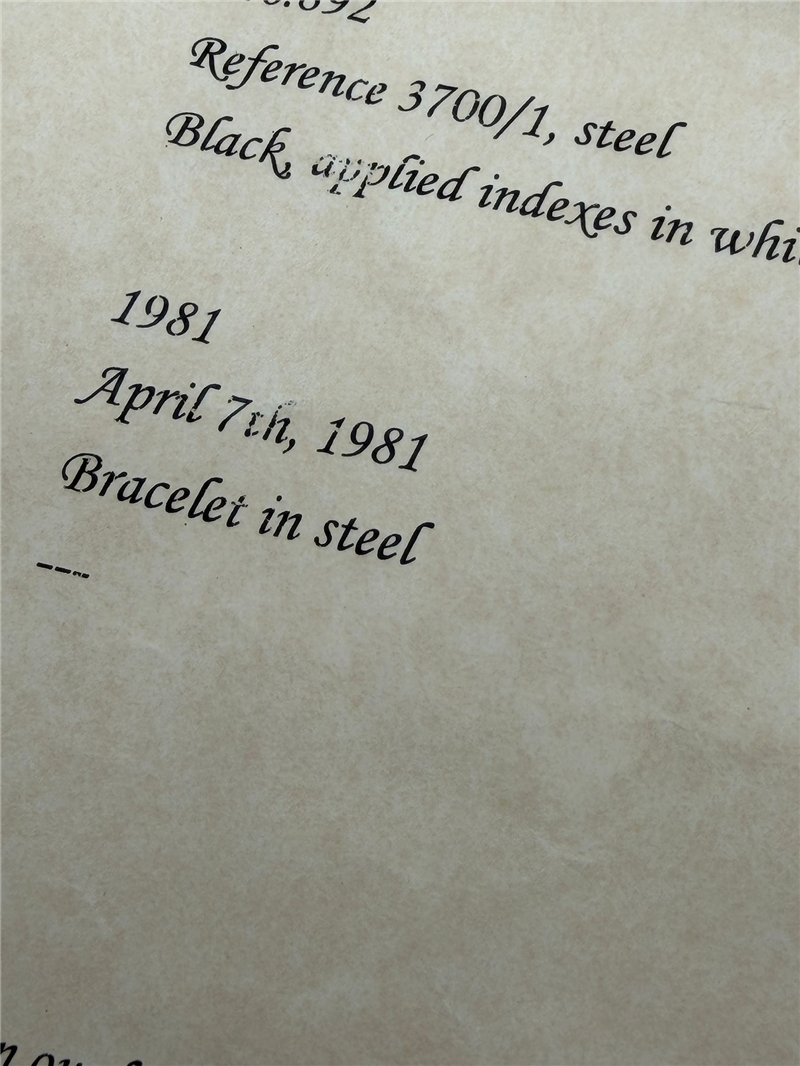 Reference 3700/1, steel
Black, applied indexes in
1981
April 7th, 1981
Bracelet in steel
---